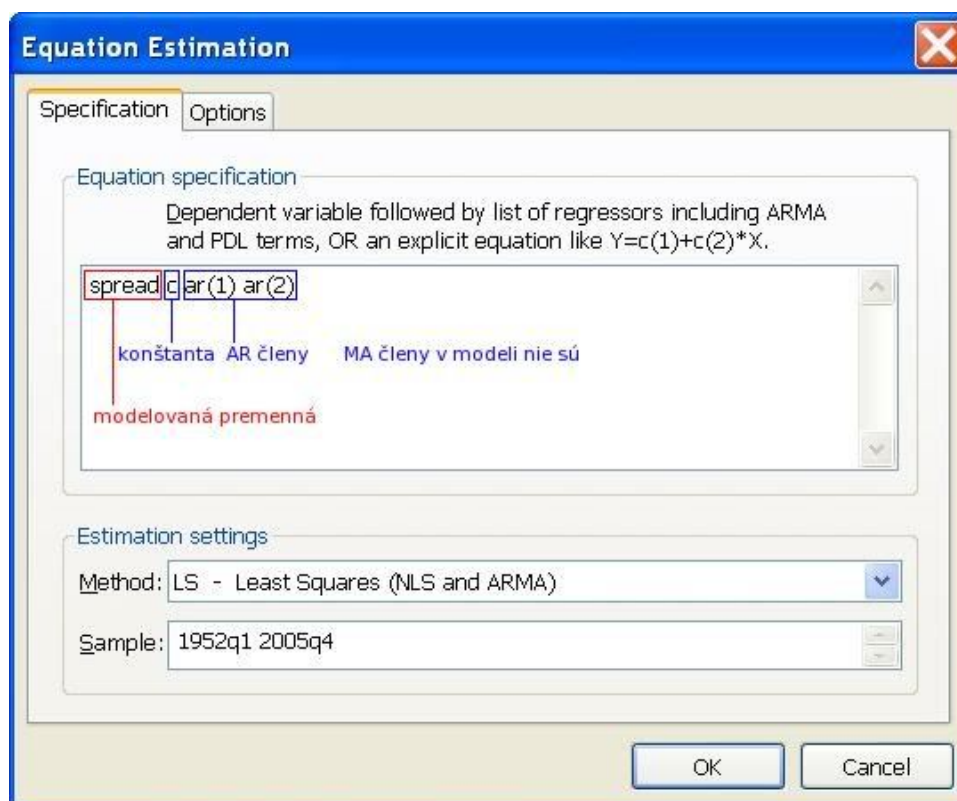 Equation Estimation
Specification Options
Equation specification
Dependent variable followed by list of regressors including ARMA
and PDL terms, OR an explicit equation like Y=c(1)+c(2)*X.
spread c ar(1) ar(2)
konštanta AR členy MA členy v modeli nie sú
modelovaná premenná
Estimation settings
Method: LS - Least Squares (NLS and ARMA)
Sample: 1952q1 2005q4
OK Cancel